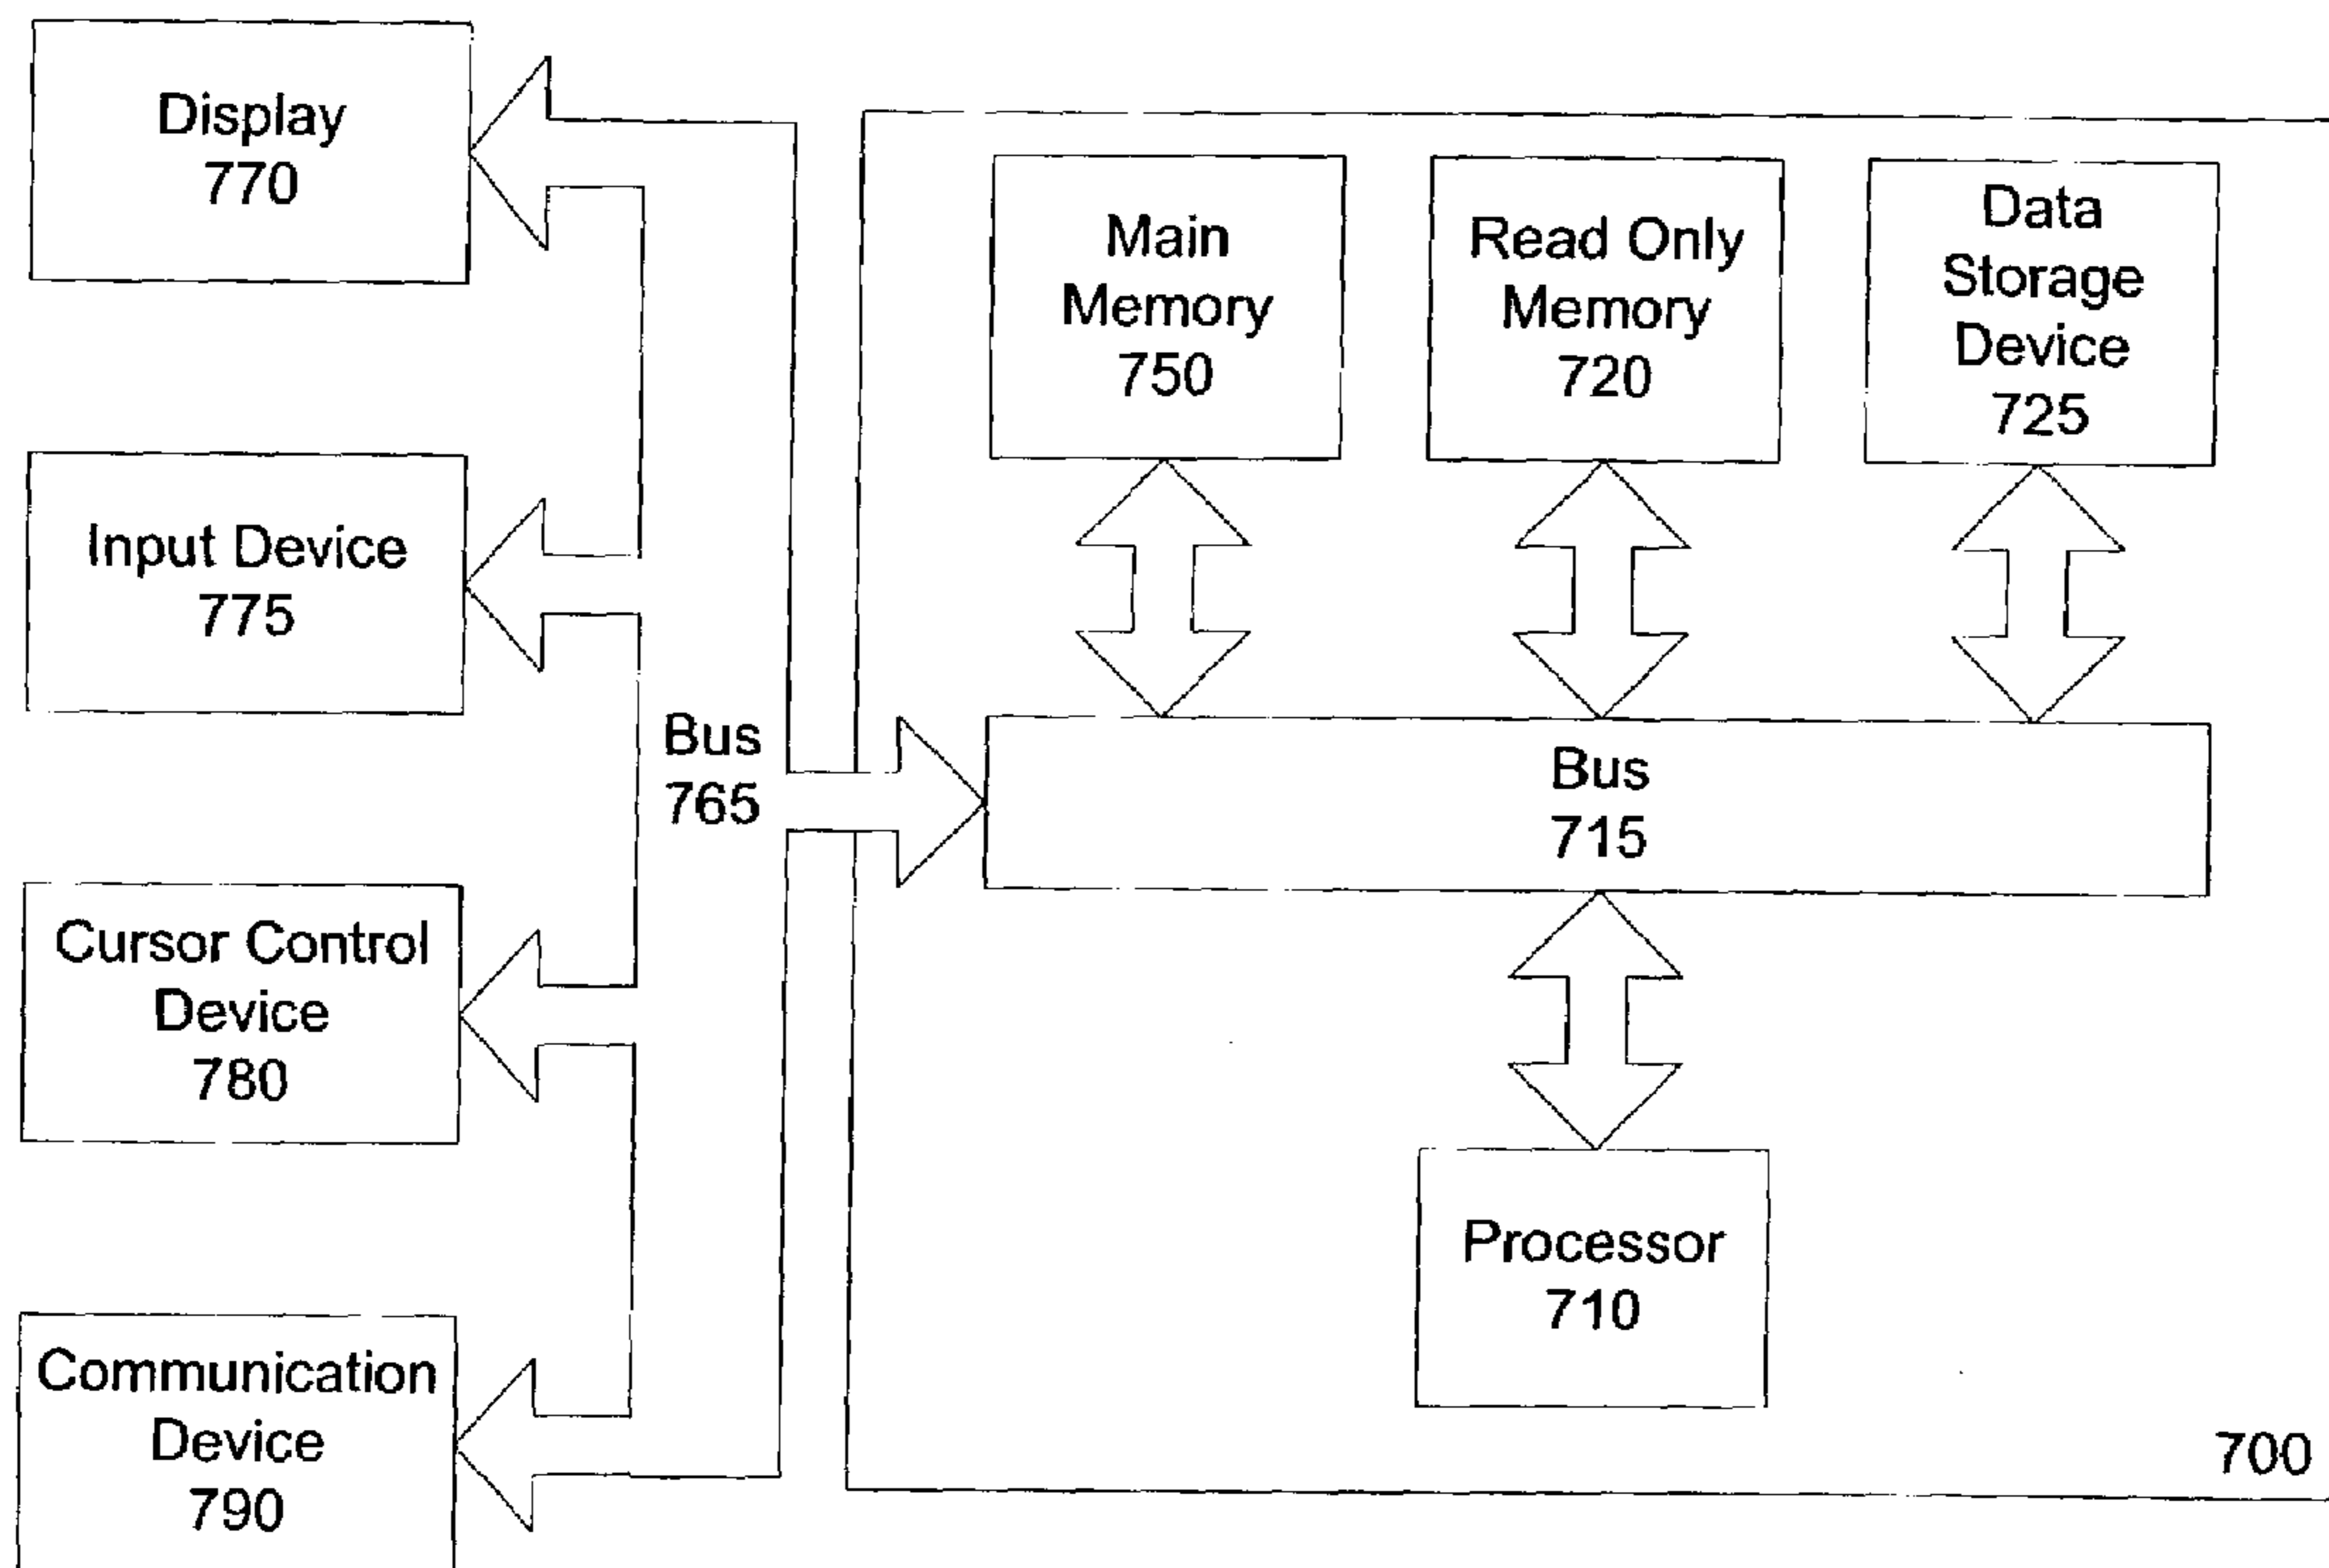 Display
770
Input Device
775
Cursor Control
Device
780
Communication
Device
790
Bus
765
Main
Memory
750
Read Only
Memory
720
Data
Storage
Device
725
Bus
715
Processor
710
700